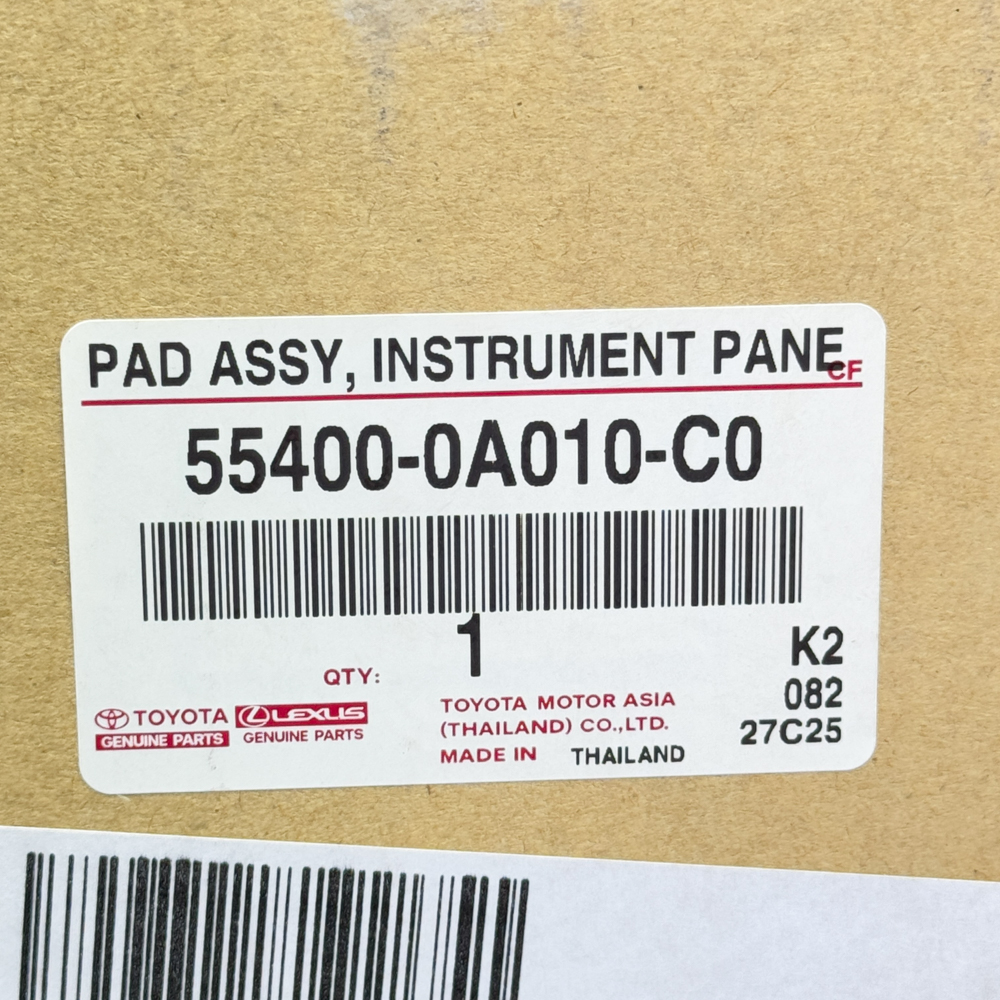 PAD ASSY, INSTRUMENT PANE
CF
55400-0A010-C0
1
QTY:
K2
082
27C25
TOYOTA
GENUINE PARTS
LEXUS
GENUINE PARTS
TOYOTA MOTOR ASIA
(THAILAND) CO.,LTD.
MADE IN THAILAND